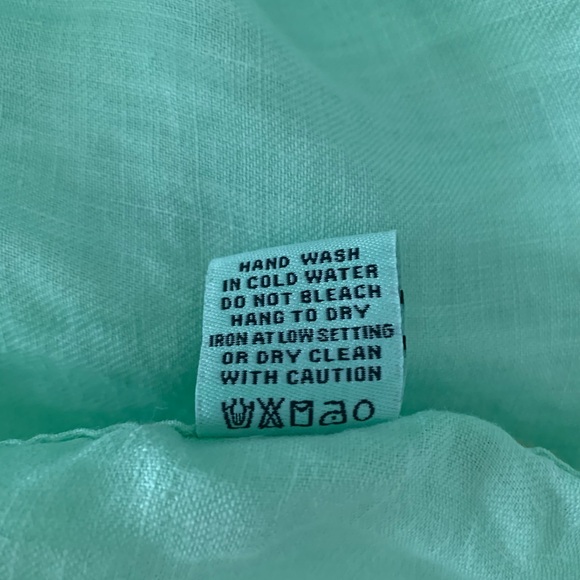 HAND WASH
IN COLD WATER
DO NOT BLEACH
HANG TO DRY
IRON AT LOW SETTING
OR DRY CLEAN
WITH CAUTION